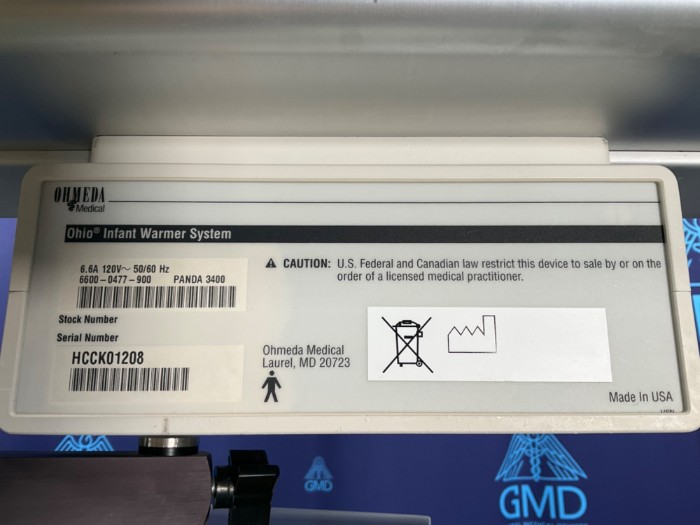 OHMEDA
Medical
Ohio® Infant Warmer System
6.6A 120V~ 50/60 Hz
6600-0477-900 PANDA 3400
Stock Number
Serial Number
HCCK01208
CAUTION: U.S. Federal and Canadian law restrict this device to sale by or on the
order of a licensed medical practitioner.
Ohmeda Medical
Laurel, MD 20723
Made In USA
GMD
GMD